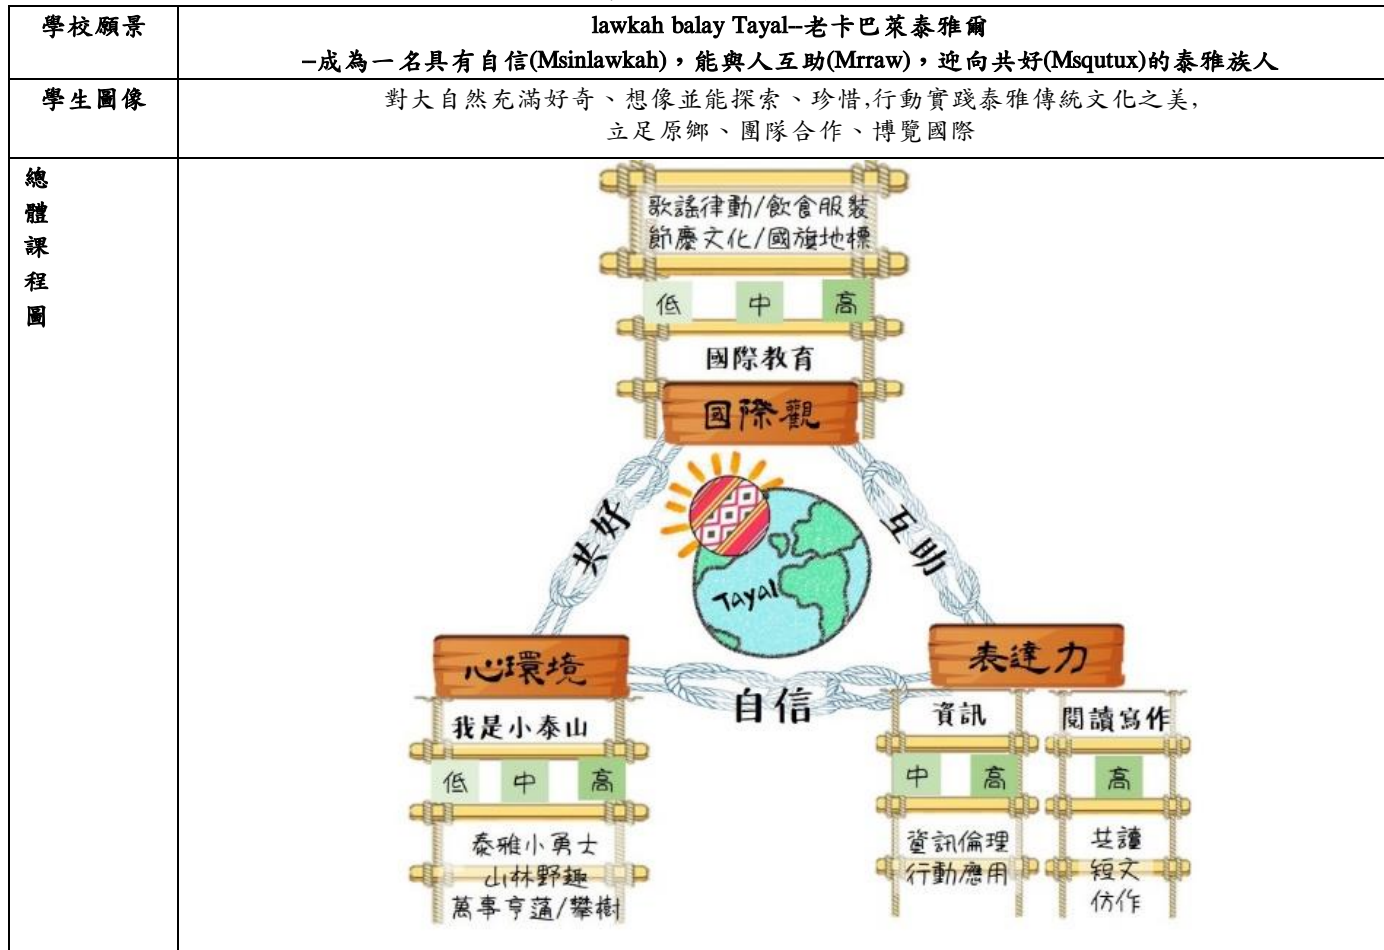 學校願景
lawkah balay Tayal–老卡巴萊泰雅爾
–成為一名具有自信(Msinlawkah)，能與人互助(Mrraw)，迎向共好(Msqutux)的泰雅族人
學生圖像
對大自然充滿好奇、想像並能探索、珍惜,行動實踐泰雅傳統文化之美,
立足原鄉、團隊合作、博覽國際
總
體
課
程
圖
歌謠律動/飲食服裝
節慶文化/國旗地標
低 中 高
國際教育
國際觀
共好
互助
Tayal
心環境
表達力
自信
我是小泰山
低 中 高
泰雅小勇士
山林野趣
萬事亨蓪/攀樹
資訊
中 高
資訊倫理
行動應用
閱讀寫作
高
共讀
短文
仿作